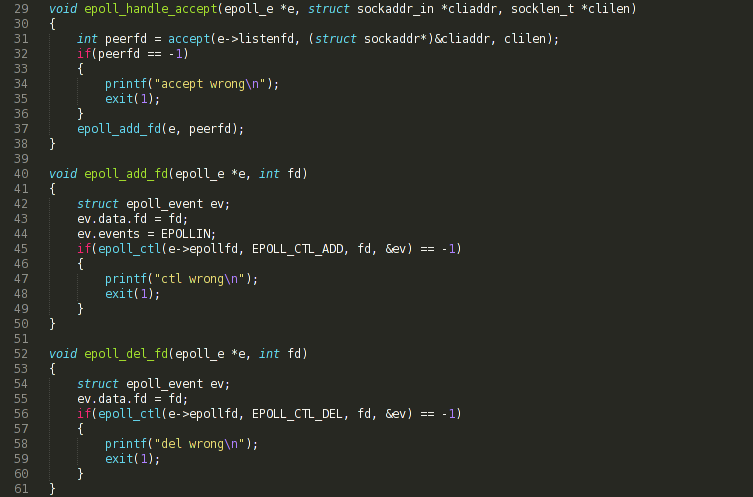 29 void epoll_handle_accept(epoll_e *e, struct sockaddr_in *cliaddr, socklen_t *clilen)
30 {
31     int peerfd = accept(e->listenfd, (struct sockaddr*)&cliaddr, clilen);
32     if(peerfd == -1)
33     {
34         printf("accept wrong\n");
35         exit(1);
36     }
37     epoll_add_fd(e, peerfd);
38 }
39
40 void epoll_add_fd(epoll_e *e, int fd)
41 {
42     struct epoll_event ev;
43     ev.data.fd = fd;
44     ev.events = EPOLLIN;
45     if(epoll_ctl(e->epollfd, EPOLL_CTL_ADD, fd, &ev) == -1)
46     {
47         printf("ctl wrong\n");
48         exit(1);
49     }
50 }
51
52 void epoll_del_fd(epoll_e *e, int fd)
53 {
54     struct epoll_event ev;
55     ev.data.fd = fd;
56     if(epoll_ctl(e->epollfd, EPOLL_CTL_DEL, fd, &ev) == -1)
57     {
58         printf("del wrong\n");
59         exit(1);
60     }
61 }